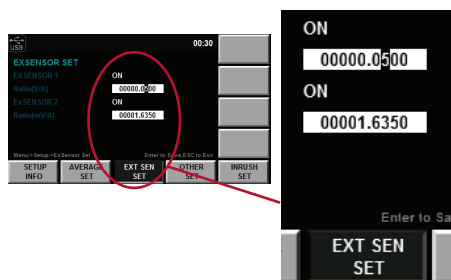 USB
00:30
EXSENSOR SET
EXSENSOR 1 ON
Ratio(V/A) 00000.0500
ExSENSOR 2 ON
Ratio(mV/A) 00001.6350
Menu->Setup->ExSensor Set Enter to Save,ESC to Exit
SETUP INFO
AVERAGE SET
EXT SEN SET
OTHER SET
INRUSH SET
ON
00000.0500
ON
00001.6350
Enter to Sa
EXT SEN
SET